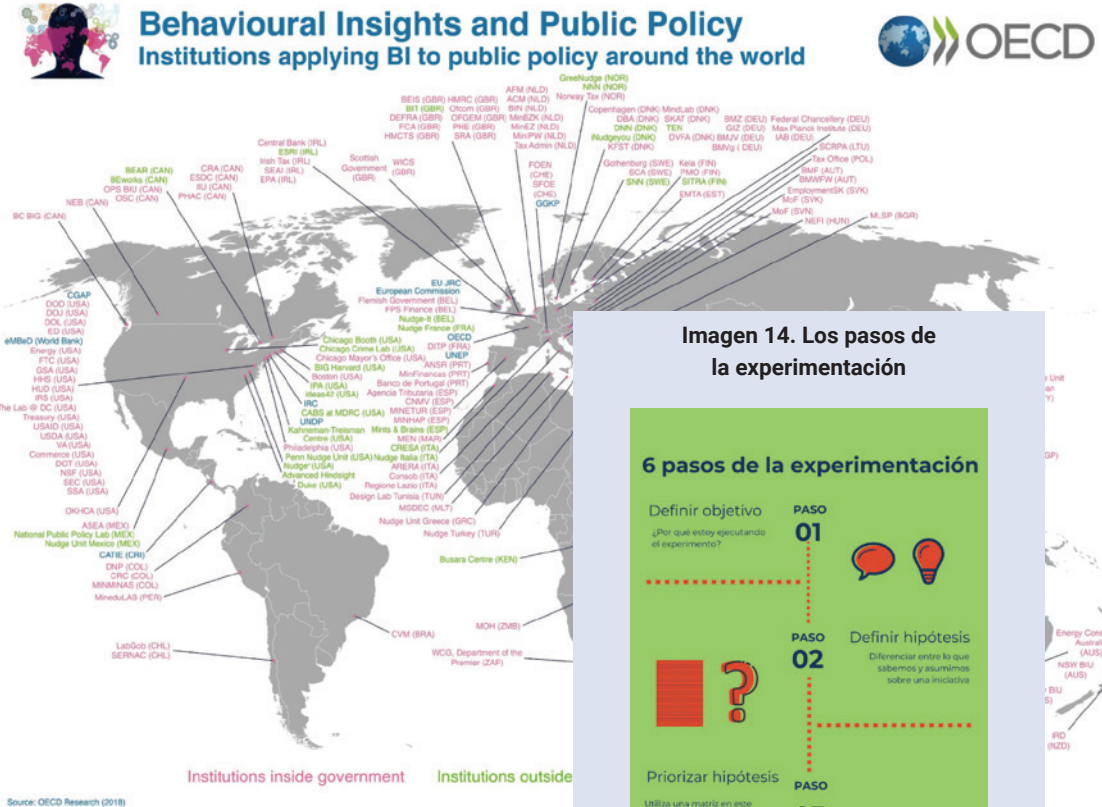 Behavioural Insights and Public Policy
Institutions applying BI to public policy around the world
OECD
GreeNudge (NOR)
NNN (NOR)
Norway Tax (NOR)
AFM (NLD)
ACM (NLD)
BIN (NLD)
MinEZK (NLD)
MinEZ (NLD)
MinIPW (NLD)
Tax Admin (NLD)
BEIS (GBR) HMRC (GBR)
BIT (GBR) Ofcom (GBR)
DEFRA (GBR) OFGEM (GBR)
FCA (GBR) PHE (GBR)
HMCTS (GBR) SRA (GBR)
Copenhagen (DNK) MindLab (DNK)
DBA (DNK) SKAT (DNK)
DNN (DNK) TEN
iNudgeyou (DNK) DVFA (DNK)
KFST (DNK)
BMZ (DEU) Federal Chancellery (DEU)
GIZ (DEU) Max Planck Institute (DEU)
BMJV (DEU) IAB (DEU)
BMVg (DEU)
SCRPA (LTU)
Tax Office (POL)
BMF (AUT)
BMWFW (AUT)
EmploymentSK (SVK)
MoF (SVK)
MoF (SVN)
NEFI (HUN)
MLSP (BGR)
Central Bank (IRL)
ESRI (IRL)
Irish Tax (IRL)
SEAI (IRL)
EPA (IRL)
Scottish
Government
(GBR)
WICS
(GBR)
FOEN
(CHE)
SFOE
(CHE)
GGKP
Gothenburg (SWE) Kela (FIN)
SCA (SWE) PMO (FIN)
SNN (SWE) SITRA (FIN)
EMTA (EST)
BEAR (CAN)
BEworks (CAN)
OPS BIU (CAN)
OSC (CAN)
CRA (CAN)
ESDC (CAN)
IIU (CAN)
PHAC (CAN)
NEB (CAN)
BC BIG (CAN)
CGAP
DOD (USA)
DOJ (USA)
DOL (USA)
ED (USA)
eMBeD (World Bank)
Energy (USA)
FTC (USA)
GSA (USA)
HHS (USA)
HUD (USA)
IRS (USA)
The Lab @ DC (USA)
Treasury (USA)
USAID (USA)
USDA (USA)
VA (USA)
Commerce (USA)
DOT (USA)
NSF (USA)
SEC (USA)
SSA (USA)
OKHCA (USA)
ASEA (MEX)
National Public Policy Lab (MEX)
Nudge Unit Mexico (MEX)
CATIE (CRI)
DNP (COL)
CRC (COL)
MINMINAS (COL)
MineduLAB (PER)
LabGob (CHL)
SERNAC (CHL)
CVM (BRA)
Chicago Booth (USA)
Chicago Crime Lab (USA)
Chicago Mayor's Office (USA)
BIG Harvard (USA)
Boston (USA)
IPA (USA)
ideas42 (USA)
IRC
CABS at MDRC (USA)
UNDP
Kahneman-Treisman
Centre (USA)
Philadelphia (USA)
Penn Nudge Unit (USA)
Nudge⁺ (USA)
Advanced Hindsight
Duke (USA)
EU JRC
European Commission
Flemish Government (BEL)
FPS Finance (BEL)
Nudge-It (BEL)
Nudge France (FRA)
OECD
DITP (FRA)
UNEP
ANSR (PRT)
MinFinancas (PRT)
Banco de Portugal (PRT)
Agencia Tributaria (ESP)
CNMV (ESP)
MINETUR (ESP)
MINHAP (ESP)
Mints & Brains (ESP)
MEN (MAR)
CRESA (ITA)
Nudge Italia (ITA)
ARERA (ITA)
Consob (ITA)
Regione Lazio (ITA)
Design Lab Tunisia (TUN)
MSDEC (MLT)
Nudge Unit Greece (GRC)
Nudge Turkey (TUR)
Busara Centre (KEN)
MOH (ZMB)
WCG, Department of the
Premier (ZAF)
Unit
Energy
(AUS)
NSW BIU
(AUS)
BIU
IRD
(NZD)
Institutions inside government
Institutions outside
Source: OECD Research (2018)
Imagen 14. Los pasos de
la experimentación
6 pasos de la experimentación
Definir objetivo
¿Por qué estoy ejecutando
el experimento?
PASO
01
PASO
02
Definir hipótesis
Diferenciar entre lo que
sabemos y asumimos
sobre una iniciativa
Priorizar hipótesis
Utiliza una matriz en este
PASO